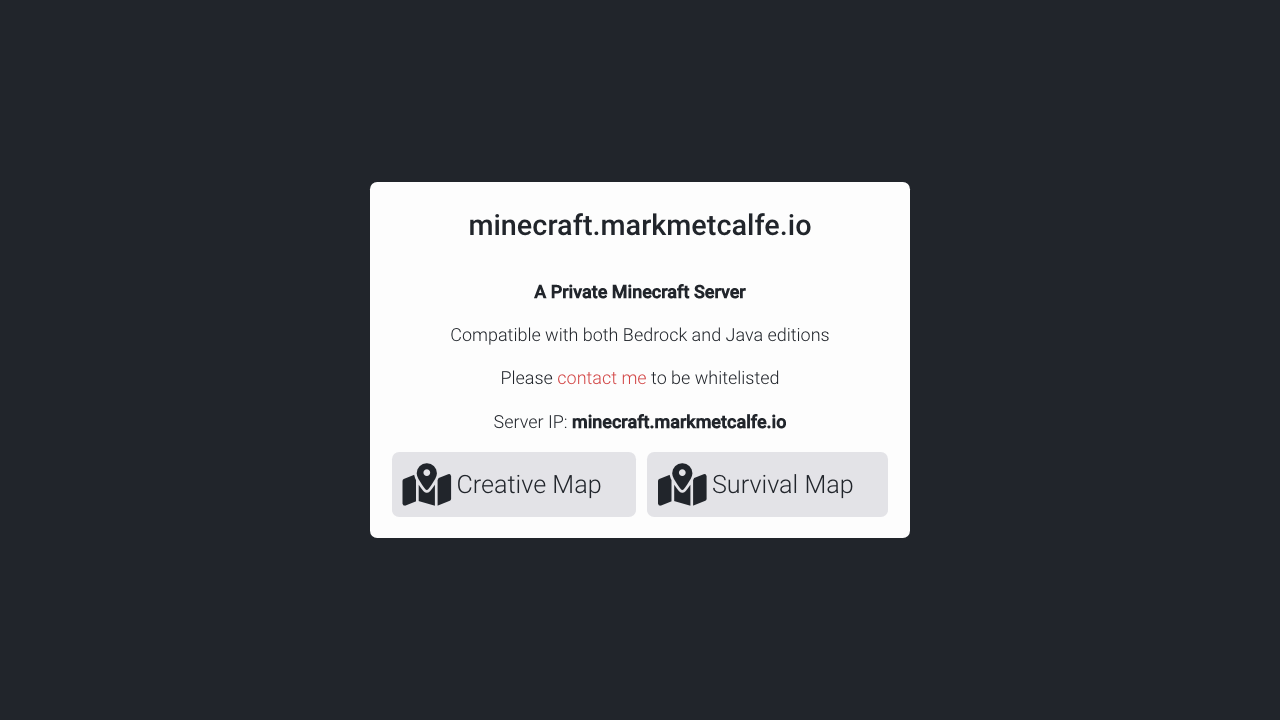 minecraft.markmetcalfe.io
A Private Minecraft Server
Compatible with both Bedrock and Java editions
Please contact me to be whitelisted
Server IP: minecraft.markmetcalfe.io
Creative Map
Survival Map